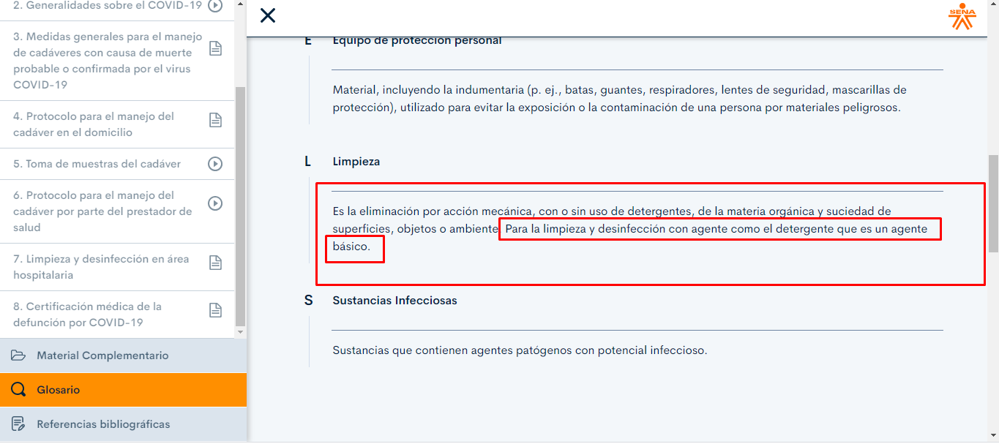 2. Generalidades sobre el COVID-19
3. Medidas generales para el manejo
de cadáveres con causa de muerte
probable o confirmada por el virus
COVID-19
4. Protocolo para el manejo del
cadáver en el domicilio
5. Toma de muestras del cadáver
6. Protocolo para el manejo del
cadáver por parte del prestador de
salud
7. Limpieza y desinfección en área
hospitalaria
8. Certificación médica de la
defunción por COVID-19
Material Complementario
Glosario
Referencias bibliográficas
SENA
E Equipo de protección personal
Material, incluyendo la indumentaria (p. ej., batas, guantes, respiradores, lentes de seguridad, mascarillas de
protección), utilizado para evitar la exposición o la contaminación de una persona por materiales peligrosos.
L Limpieza
Es la eliminación por acción mecánica, con o sin uso de detergentes, de la materia orgánica y suciedad de
superficies, objetos o ambiente Para la limpieza y desinfección con agente como el detergente que es un agente
básico.
S Sustancias Infecciosas
Sustancias que contienen agentes patógenos con potencial infeccioso.